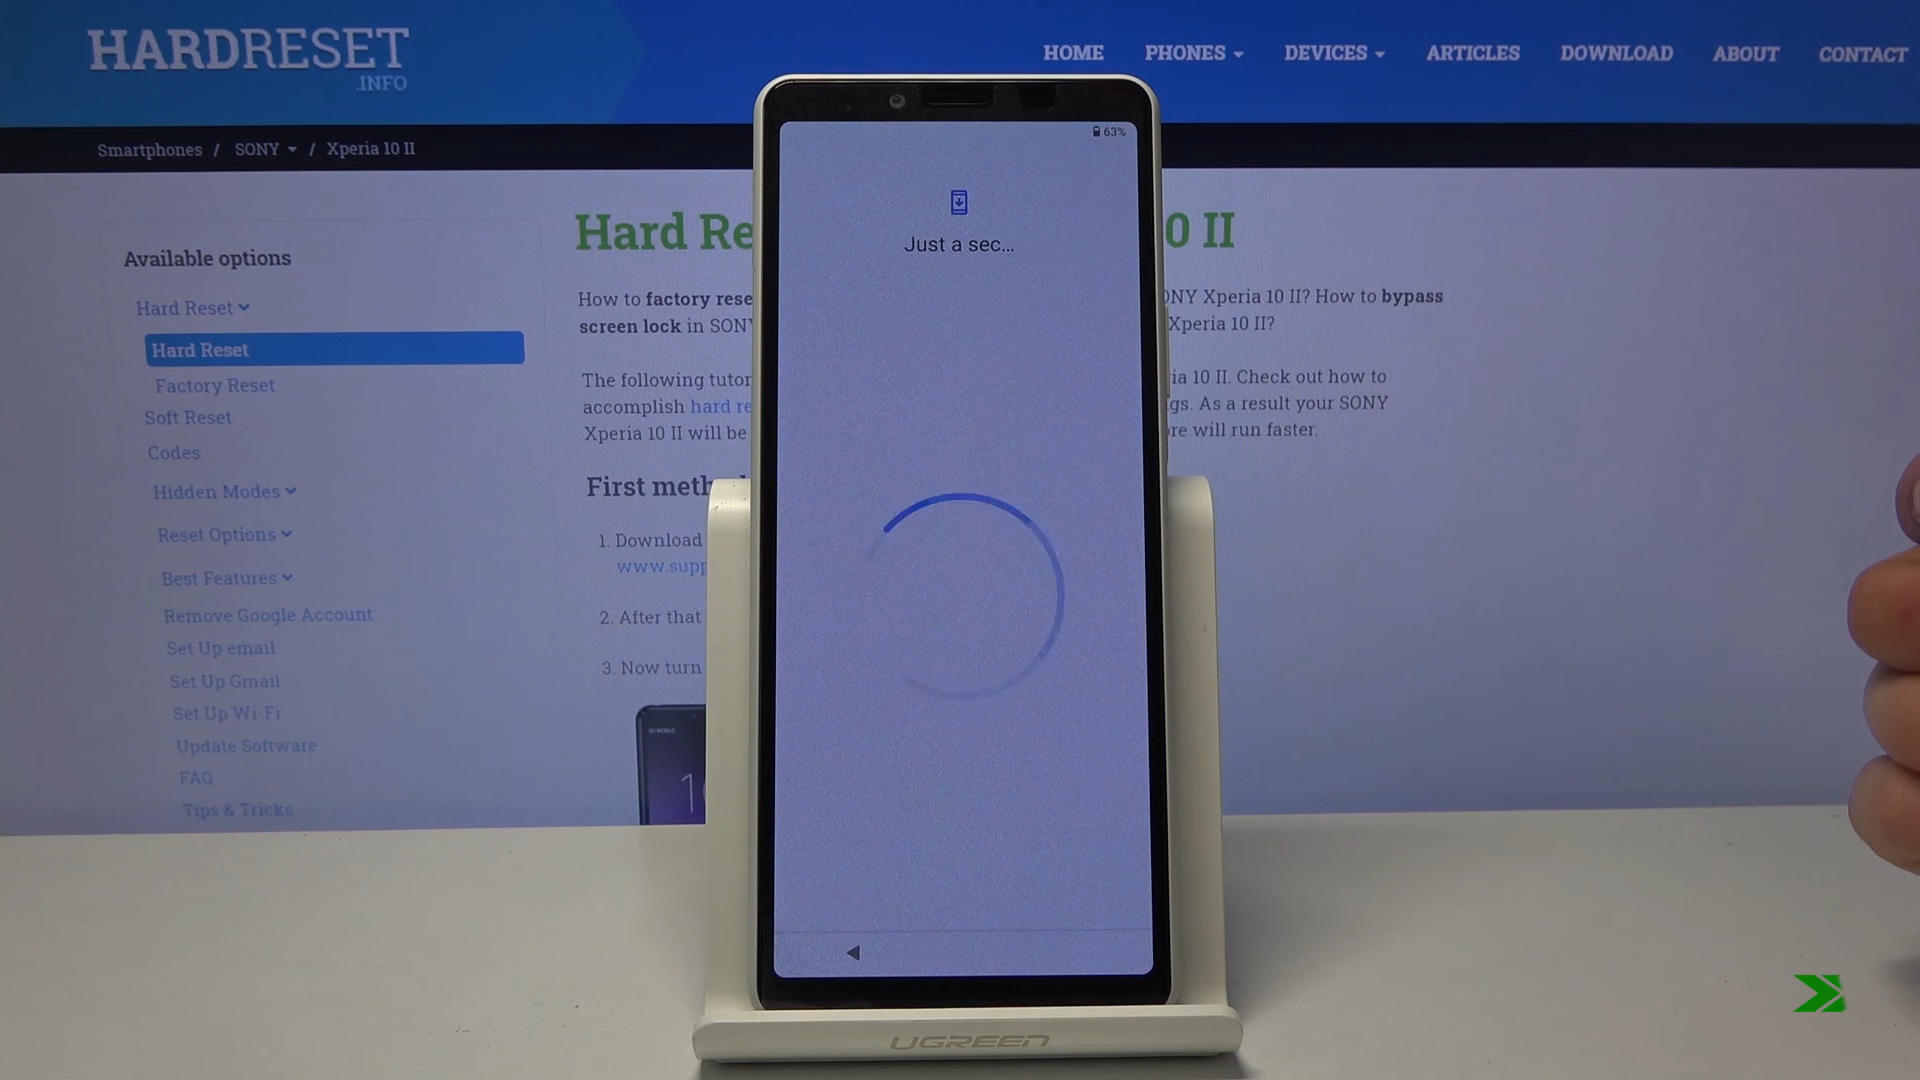 HARDRESET
.INFO
HOME PHONES DEVICES ARTICLES DOWNLOAD ABOUT CONTACT
Smartphones / SONY / Xperia 10 II
63%
Just a sec...
Available options
Hard Reset
Hard Reset
Factory Reset
Soft Reset
Codes
Hidden Modes
Reset Options
Best Features
Remove Google Account
Set Up email
Set Up Gmail
Set Up Wi-Fi
Update Software
FAQ
Tips & Tricks
Hard Re 0 II
How to factory rese ONY Xperia 10 II? How to bypass
screen lock in SON Xperia 10 II?
The following tutor ia 10 II. Check out how to
accomplish hard re gs. As a result your SONY
Xperia 10 II will be re will run faster.
First meth
1. Download
www.supp
2. After that
3. Now turn
UGREEN